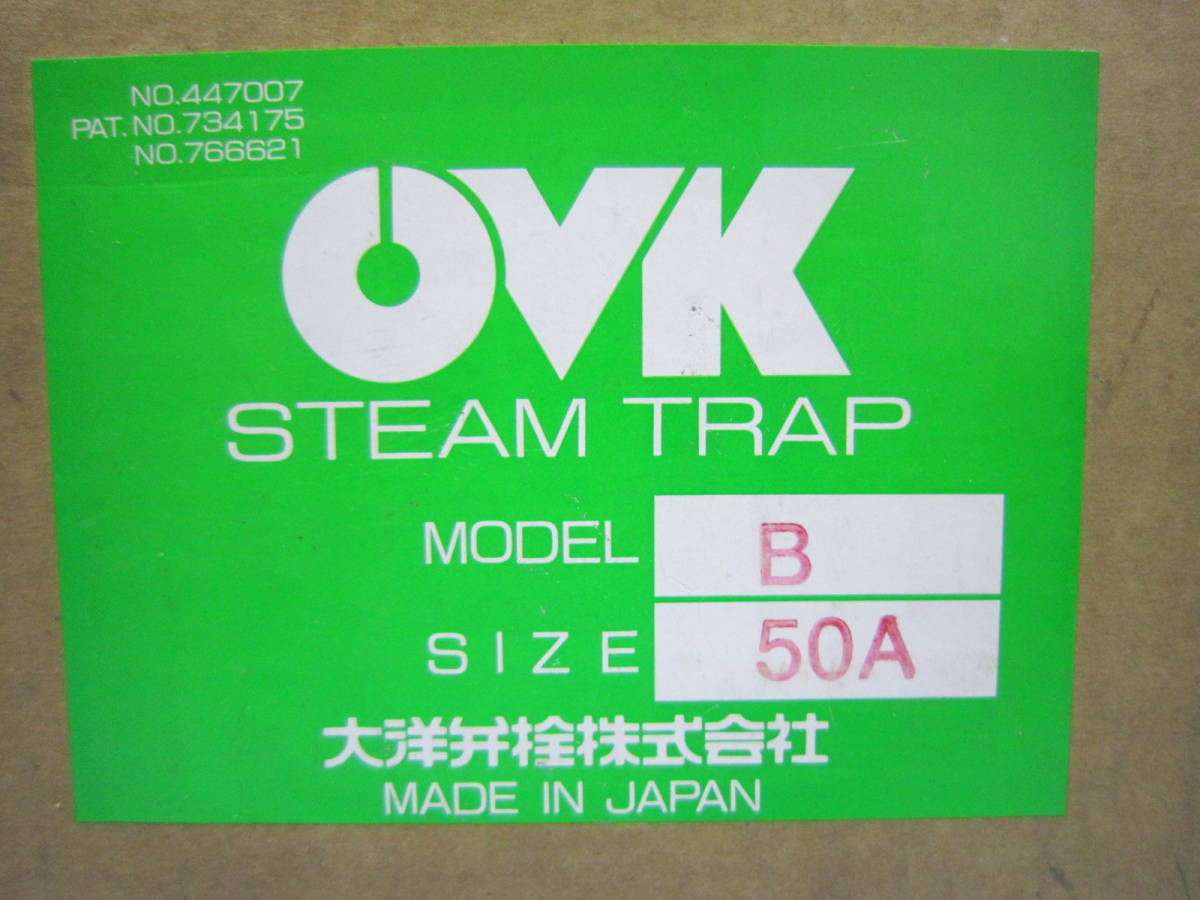 NO.447007
PAT. NO.734175
NO.766621
OVK
STEAM TRAP
MODEL B
SIZE 50A
大洋弁栓株式会社
MADE IN JAPAN